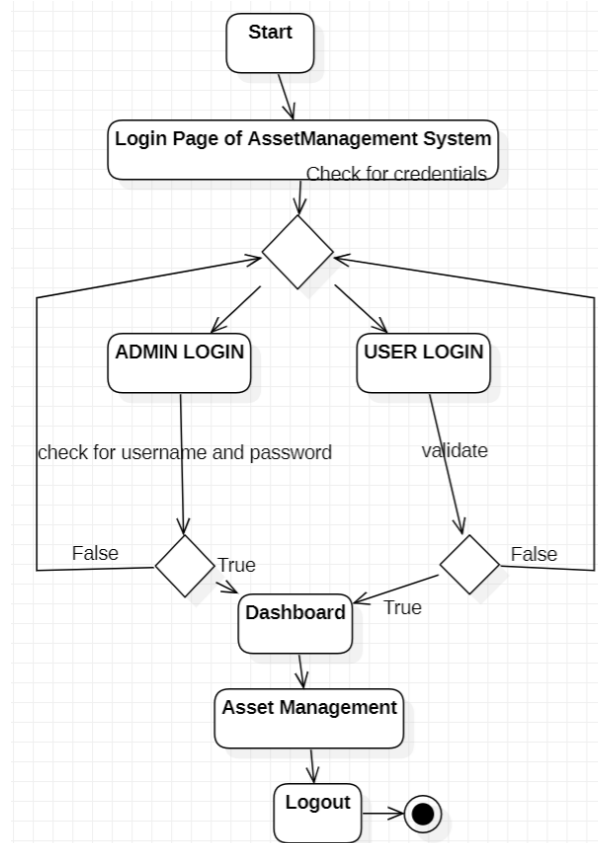 Start
Login Page of AssetManagement System
Check for credentials
ADMIN LOGIN
USER LOGIN
check for username and password
validate
False
True
False
True
Dashboard
Asset Management
Logout